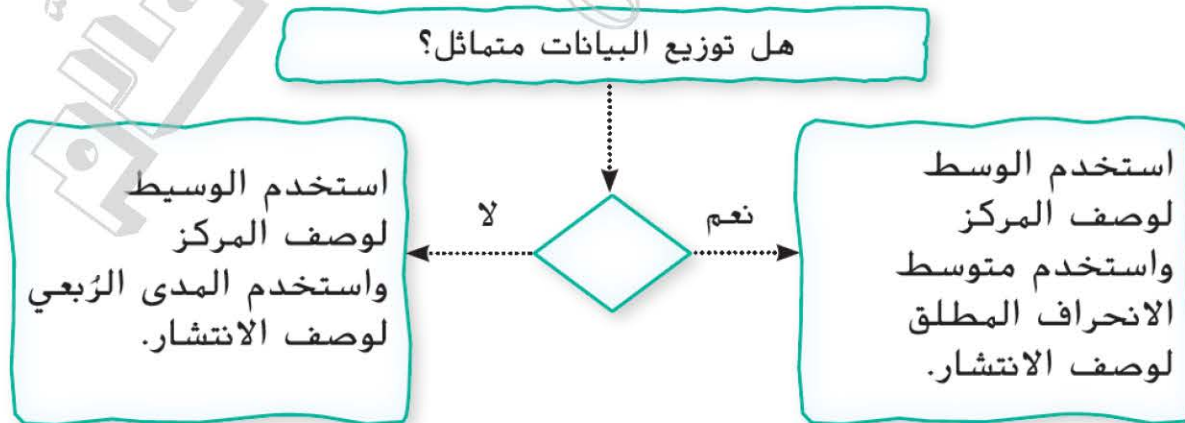 هل توزيع البيانات متماثل؟
نعم
استخدم الوسط
لوصف المركز
واستخدم متوسط
الانحراف المطلق
لوصف الانتشار.
لا
استخدم الوسيط
لوصف المركز
واستخدم المدى الرُبعي
لوصف الانتشار.